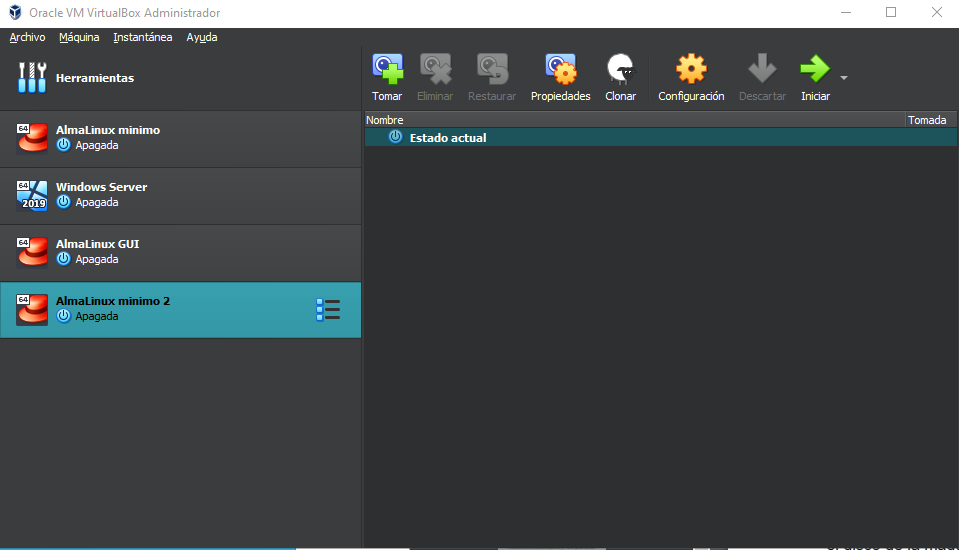 Oracle VM VirtualBox Administrador
Archivo Máquina Instantánea Ayuda
Herramientas
Tomar Eliminar Restaurar Propiedades Clonar Configuración Descartar Iniciar
Nombre Tomada
Estado actual
64
AlmaLinux minimo
Apagada
64
2019
Windows Server
Apagada
64
AlmaLinux GUI
Apagada
64
AlmaLinux minimo 2
Apagada